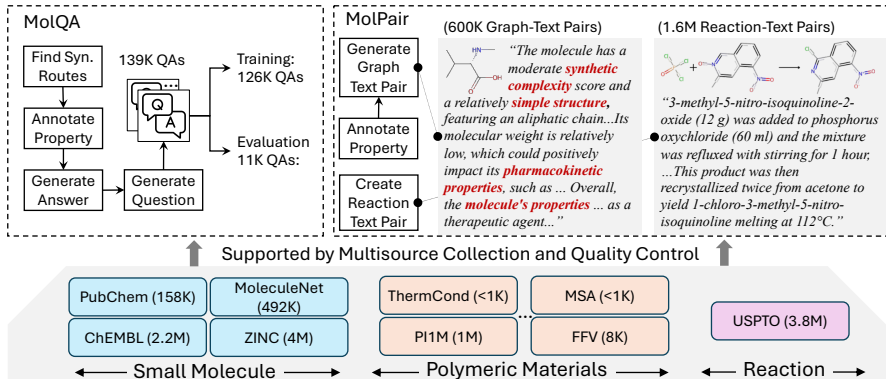 MolQA
Find Syn.
Routes
Annotate
Property
Generate
Answer
Generate
Question
139K QAs
Q
A
Training:
126K QAs
Evaluation
11K QAs:
MolPair
(600K Graph-Text Pairs)
(1.6M Reaction-Text Pairs)
Generate
Graph
Text Pair
Annotate
Property
Create
Reaction
Text Pair
“The molecule has a
moderate synthetic
complexity score and
a relatively simple structure,
featuring an aliphatic chain...Its
molecular weight is relatively
low, which could positively
impact its pharmacokinetic
properties, such as ... Overall,
the molecule's properties ... as a
therapeutic agent...”
“3-methyl-5-nitro-isoquinoline-2-
oxide (12 g) was added to phosphorus
oxychloride (60 ml) and the mixture
was refluxed with stirring for 1 hour,
...This product was then
recrystallized twice from acetone to
yield 1-chloro-3-methyl-5-nitro-
isoquinoline melting at 112°C.”
Supported by Multisource Collection and Quality Control
PubChem (158K)
MoleculeNet
(492K)
ChEMBL (2.2M)
ZINC (4M)
ThermCond (<1K)
MSA (<1K)
...
PI1M (1M)
FFV (8K)
USPTO (3.8M)
Small Molecule
Polymeric Materials
Reaction